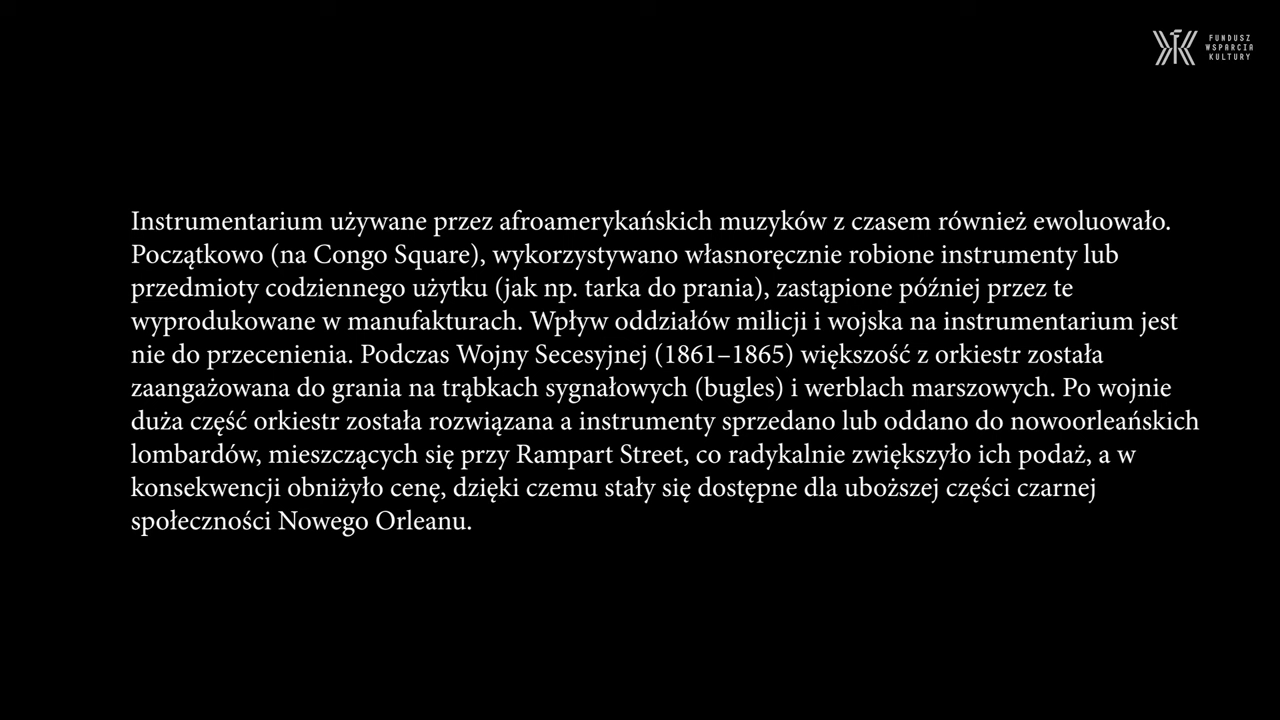 FUNDUSZ
WSPARCIA
KULTURY
Instrumentarium używane przez afroamerykańskich muzyków z czasem również ewoluowało.
Początkowo (na Congo Square), wykorzystywano własnoręcznie robione instrumenty lub
przedmioty codziennego użytku (jak np. tarka do prania), zastąpione później przez te
wyprodukowane w manufakturach. Wpływ oddziałów milicji i wojska na instrumentarium jest
nie do przecenienia. Podczas Wojny Secesyjnej (1861–1865) większość z orkiestr została
zaangażowana do grania na trąbkach sygnałowych (bugles) i werblach marszowych. Po wojnie
duża część orkiestr została rozwiązana a instrumenty sprzedano lub oddano do nowoorleańskich
lombardów, mieszczących się przy Rampart Street, co radykalnie zwiększyło ich podaż, a w
konsekwencji obniżyło cenę, dzięki czemu stały się dostępne dla uboższej części czarnej
społeczności Nowego Orleanu.